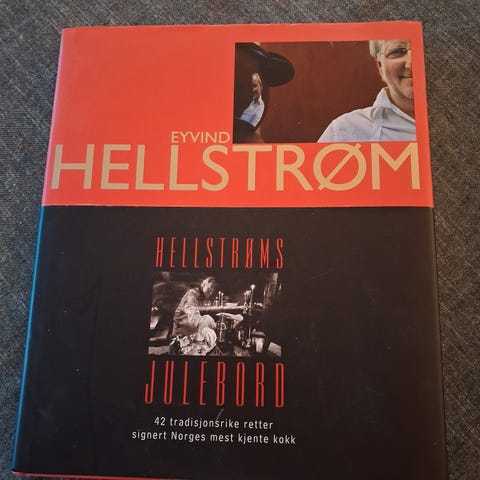 EYVIND
HELLSTRØM
HELLSTRØMS
JULEBORD
42 tradisjonsrike retter
signert Norges mest kjente kokk